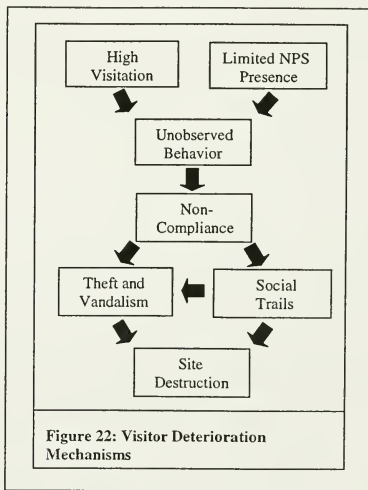 High
Visitation
Limited NPS
Presence
Unobserved
Behavior
Non-
Compliance
Theft and
Vandalism
Social
Trails
Site
Destruction
Figure 22: Visitor Deterioration
Mechanisms